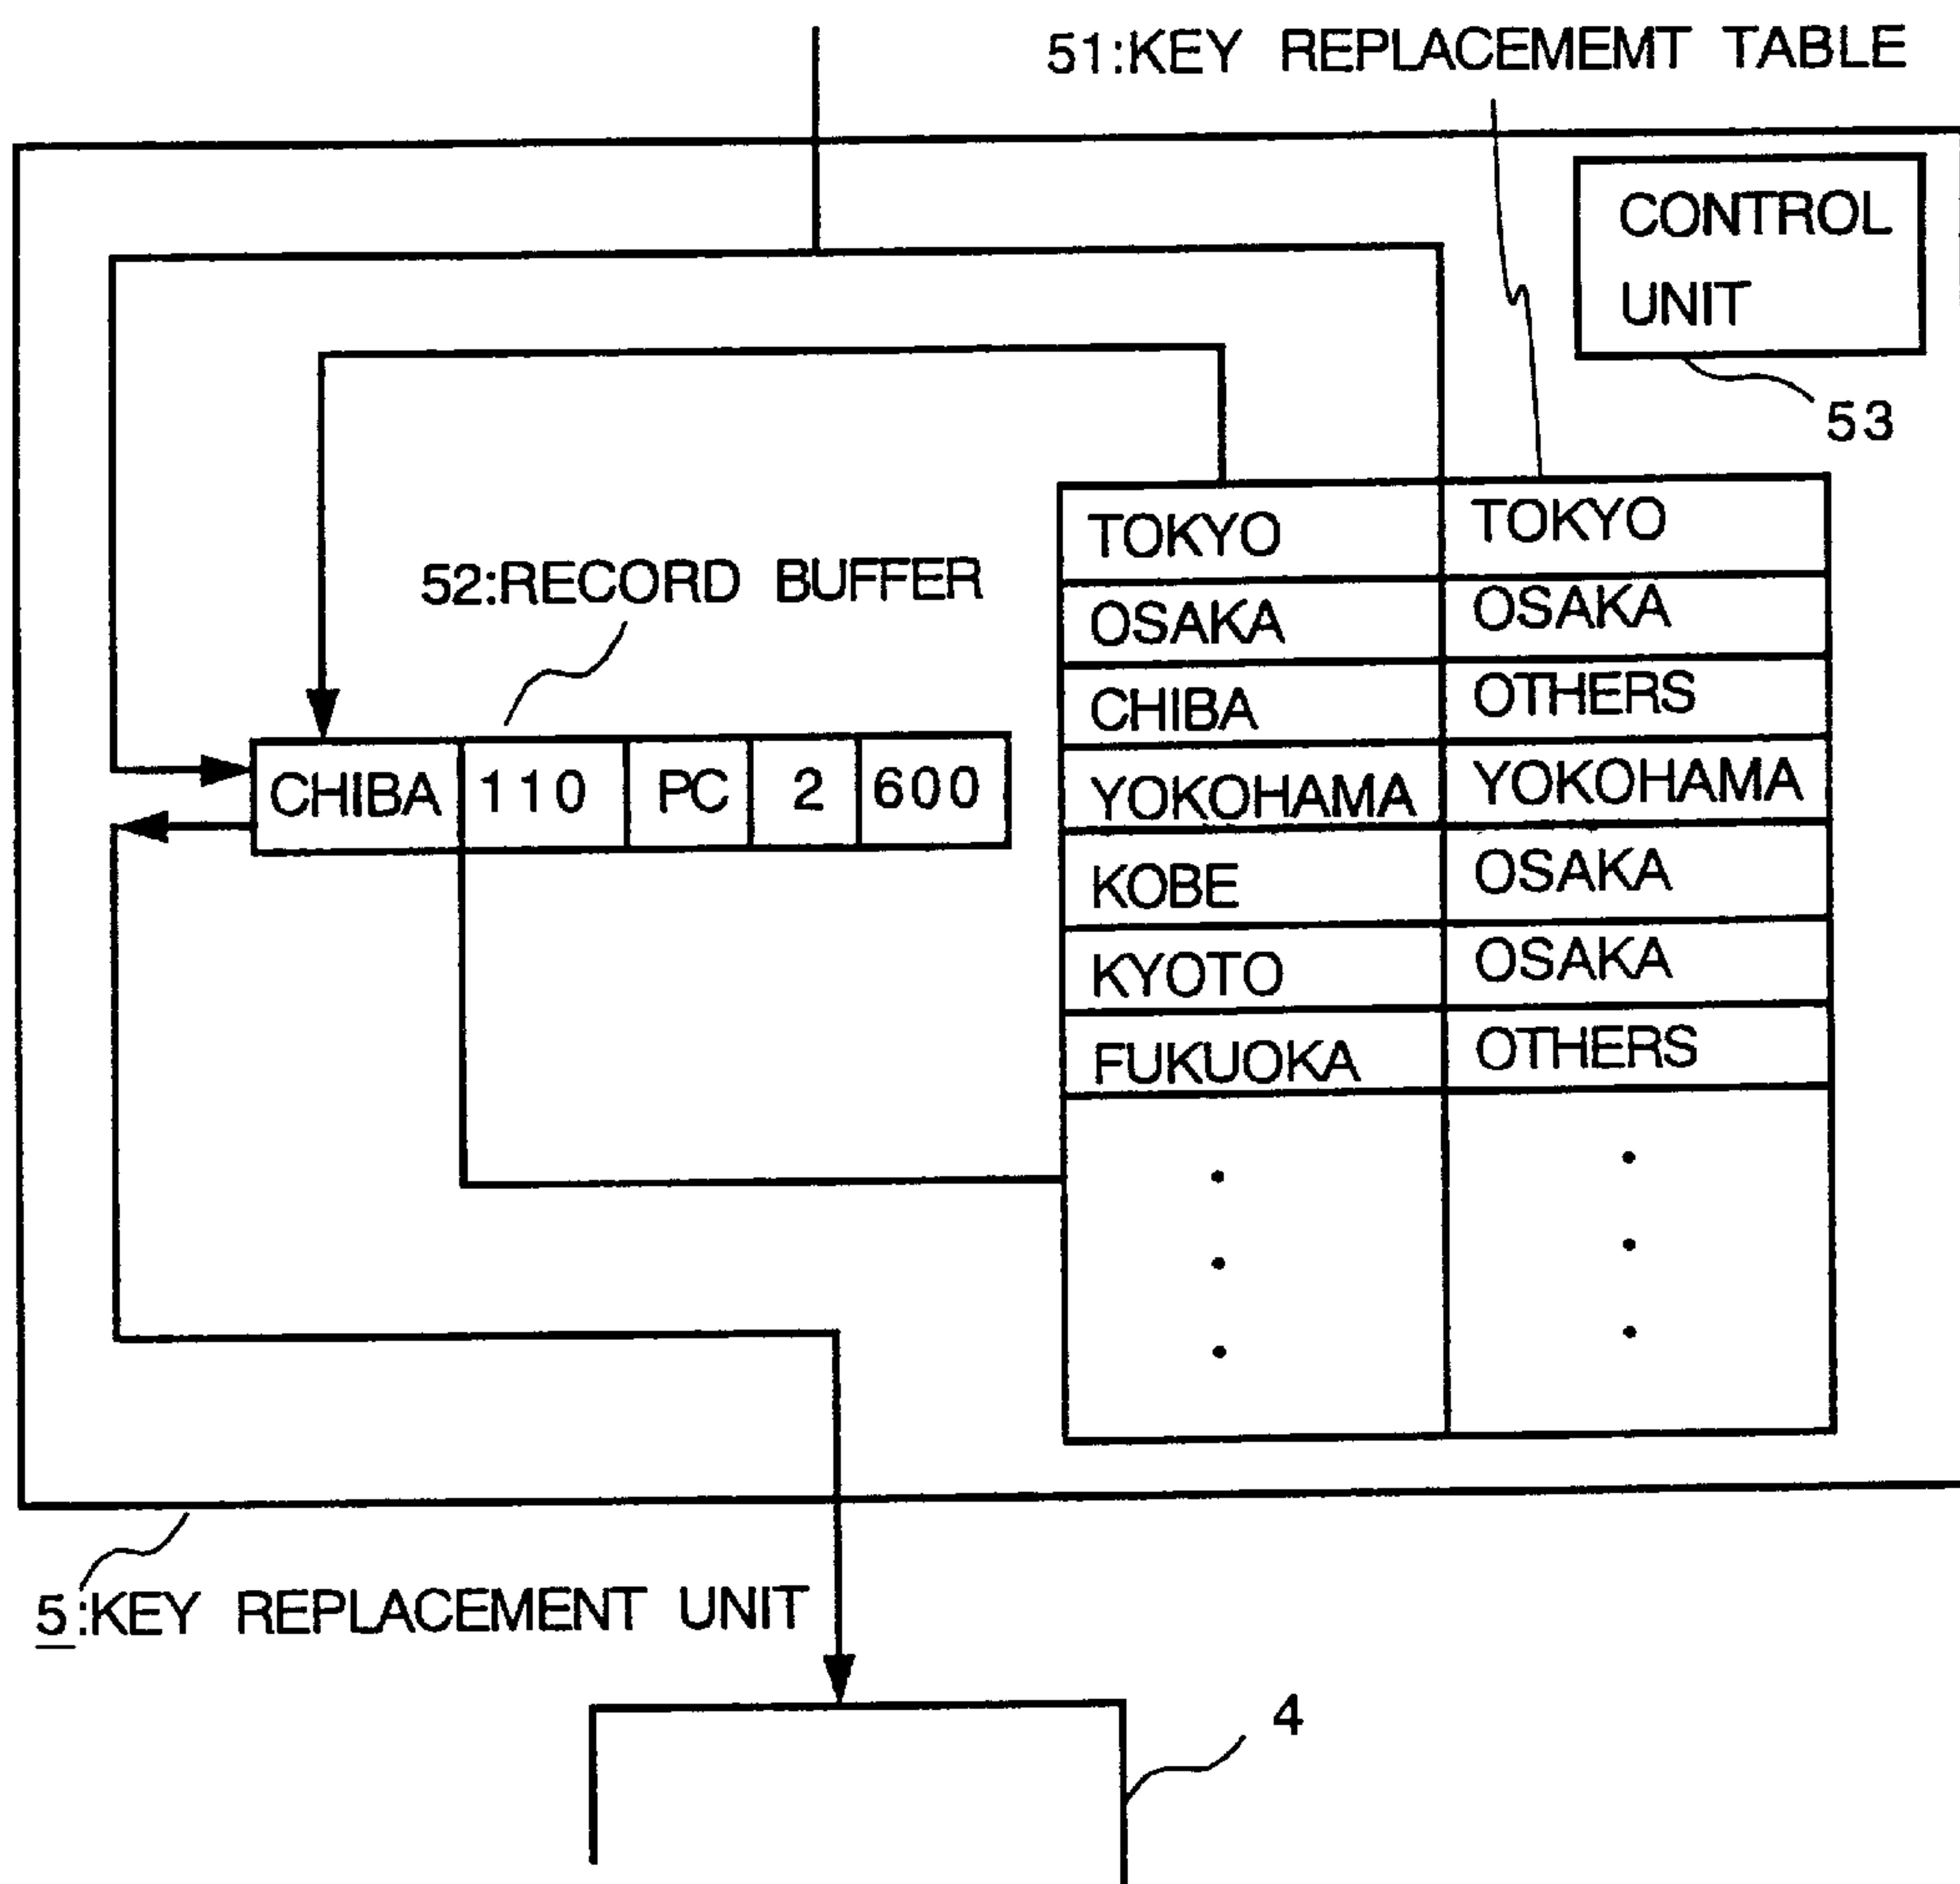 51:KEY REPLACEMEMT TABLE
CONTROL
UNIT
53
52:RECORD BUFFER
CHIBA 110 PC 2 600
TOKYO TOKYO
OSAKA OSAKA
CHIBA OTHERS
YOKOHAMA YOKOHAMA
KOBE OSAKA
KYOTO OSAKA
FUKUOKA OTHERS
5:KEY REPLACEMENT UNIT
4